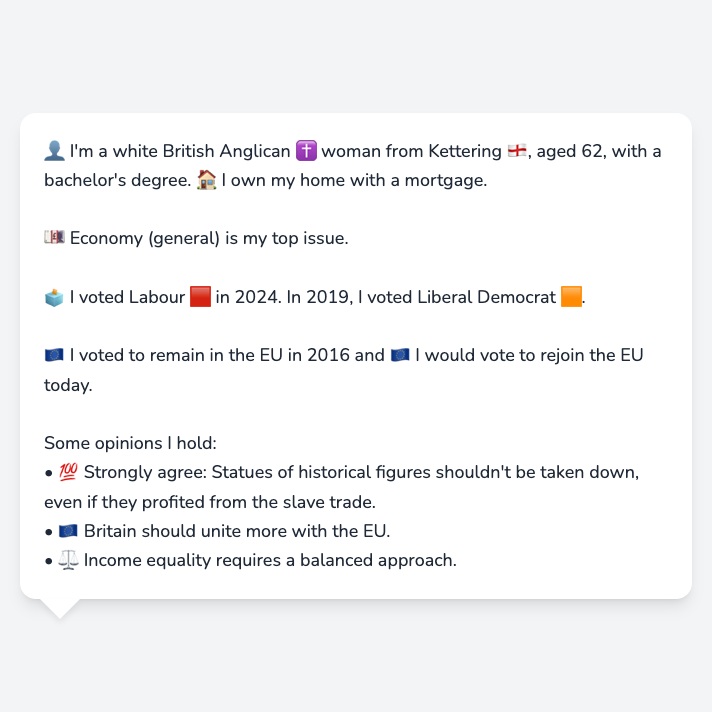 👤 I'm a white British Anglican ✝️ woman from Kettering 🏴󠁧󠁢󠁥󠁮󠁧󠁿, aged 62, with a
bachelor's degree. 🏠 I own my home with a mortgage.
💷 Economy (general) is my top issue.
🗳️ I voted Labour 🟥 in 2024. In 2019, I voted Liberal Democrat 🟧.
🇪🇺 I voted to remain in the EU in 2016 and 🇪🇺 I would vote to rejoin the EU
today.
Some opinions I hold:
• 💯 Strongly agree: Statues of historical figures shouldn't be taken down,
even if they profited from the slave trade.
• 🇪🇺 Britain should unite more with the EU.
• ⚖️ Income equality requires a balanced approach.